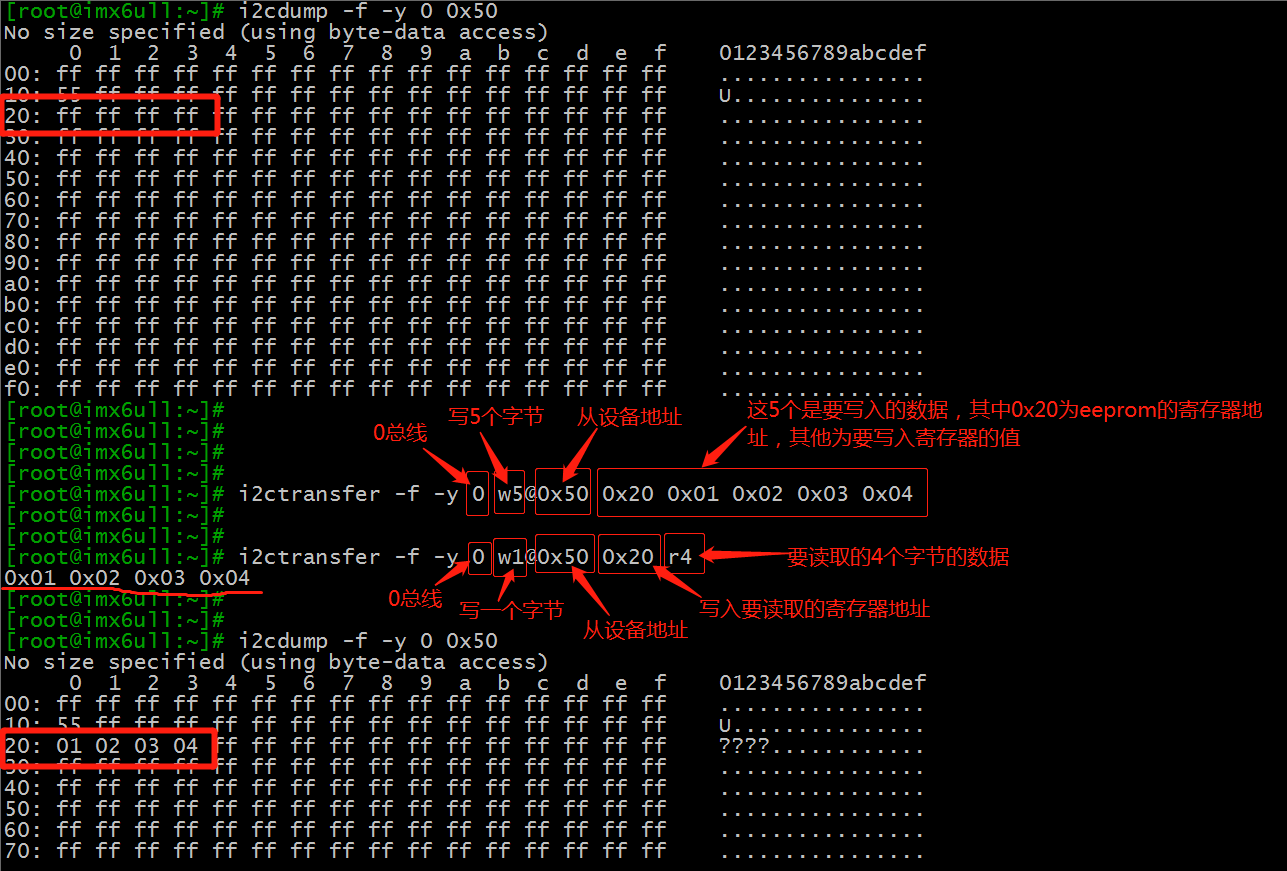 [root@imx6ull:~]# i2cdump -f -y 0 0x50
No size specified (using byte-data access)
     0  1  2  3  4  5  6  7  8  9  a  b  c  d  e  f    0123456789abcdef
00: ff ff ff ff ff ff ff ff ff ff ff ff ff ff ff ff    ................
10: 55 ff ff ff ff ff ff ff ff ff ff ff ff ff ff ff    U...............
20: ff ff ff ff ff ff ff ff ff ff ff ff ff ff ff ff    ................
30: ff ff ff ff ff ff ff ff ff ff ff ff ff ff ff ff    ................
40: ff ff ff ff ff ff ff ff ff ff ff ff ff ff ff ff    ................
50: ff ff ff ff ff ff ff ff ff ff ff ff ff ff ff ff    ................
60: ff ff ff ff ff ff ff ff ff ff ff ff ff ff ff ff    ................
70: ff ff ff ff ff ff ff ff ff ff ff ff ff ff ff ff    ................
80: ff ff ff ff ff ff ff ff ff ff ff ff ff ff ff ff    ................
90: ff ff ff ff ff ff ff ff ff ff ff ff ff ff ff ff    ................
a0: ff ff ff ff ff ff ff ff ff ff ff ff ff ff ff ff    ................
b0: ff ff ff ff ff ff ff ff ff ff ff ff ff ff ff ff    ................
c0: ff ff ff ff ff ff ff ff ff ff ff ff ff ff ff ff    ................
d0: ff ff ff ff ff ff ff ff ff ff ff ff ff ff ff ff    ................
e0: ff ff ff ff ff ff ff ff ff ff ff ff ff ff ff ff    ................
f0: ff ff ff ff ff ff ff ff ff ff ff ff ff ff ff ff    ................
[root@imx6ull:~]#
[root@imx6ull:~]#
[root@imx6ull:~]#
[root@imx6ull:~]#
写5个字节
从设备地址
这5个是要写入的数据，其中0x20为eeprom的寄存器地
址，其他为要写入寄存器的值
0总线
[root@imx6ull:~]# i2ctransfer -f -y 0 w5@0x50 0x20 0x01 0x02 0x03 0x04
[root@imx6ull:~]#
[root@imx6ull:~]#
[root@imx6ull:~]# i2ctransfer -f -y 0 w1@0x50 0x20 r4
要读取的4个字节的数据
0x01 0x02 0x03 0x04
0总线
写一个字节
写入要读取的寄存器地址
从设备地址
[root@imx6ull:~]#
[root@imx6ull:~]#
[root@imx6ull:~]# i2cdump -f -y 0 0x50
No size specified (using byte-data access)
     0  1  2  3  4  5  6  7  8  9  a  b  c  d  e  f    0123456789abcdef
00: ff ff ff ff ff ff ff ff ff ff ff ff ff ff ff ff    ................
10: 55 ff ff ff ff ff ff ff ff ff ff ff ff ff ff ff    U...............
20: 01 02 03 04 ff ff ff ff ff ff ff ff ff ff ff ff    ????............
30: ff ff ff ff ff ff ff ff ff ff ff ff ff ff ff ff    ................
40: ff ff ff ff ff ff ff ff ff ff ff ff ff ff ff ff    ................
50: ff ff ff ff ff ff ff ff ff ff ff ff ff ff ff ff    ................
60: ff ff ff ff ff ff ff ff ff ff ff ff ff ff ff ff    ................
70: ff ff ff ff ff ff ff ff ff ff ff ff ff ff ff ff    ................